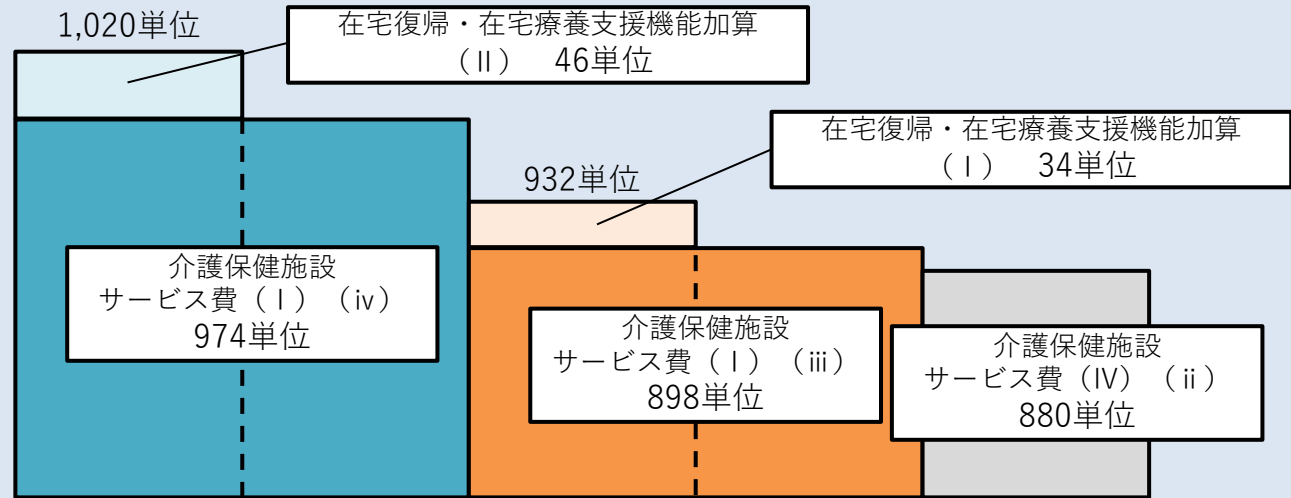 1,020単位
在宅復帰・在宅療養支援機能加算
（Ⅱ）　46単位
在宅復帰・在宅療養支援機能加算
（Ⅰ）　34単位
932単位
介護保健施設
サービス費（Ⅰ）（ⅳ）
974単位
介護保健施設
サービス費（Ⅰ）（ⅲ）
898単位
介護保健施設
サービス費（Ⅳ）（ⅱ）
880単位